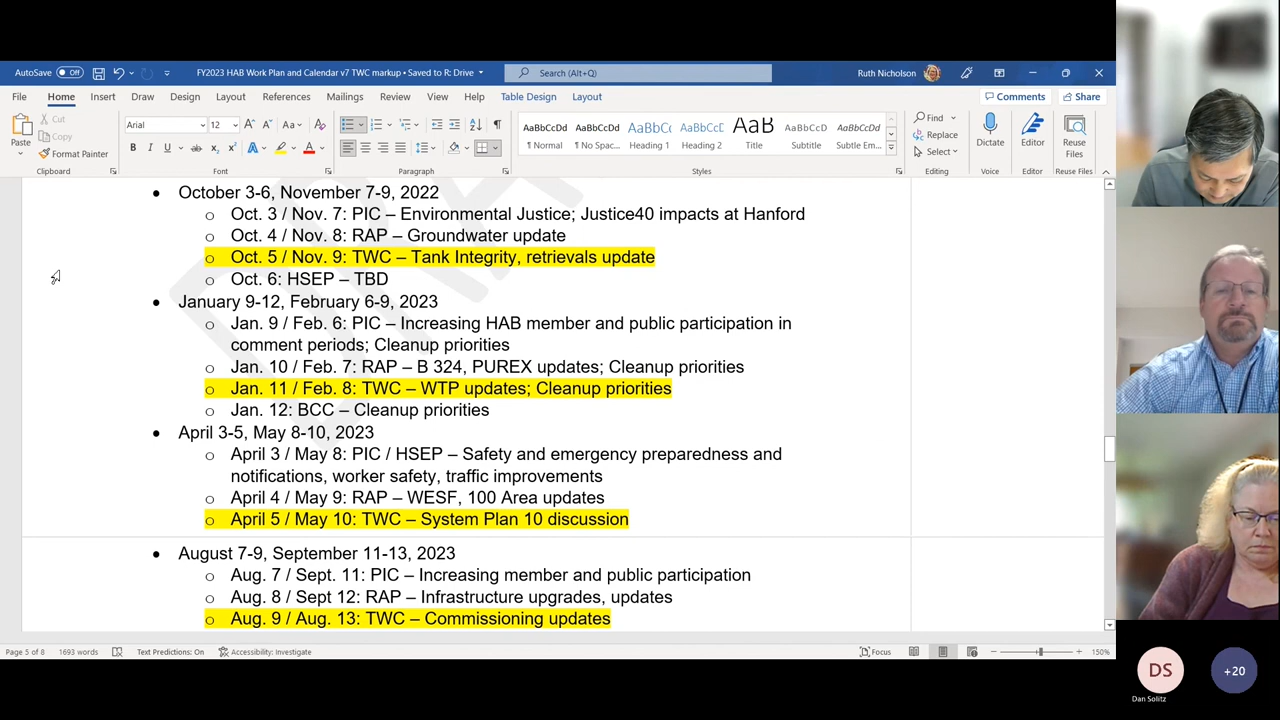 AutoSave Off FY2023 HAB Work Plan and Calendar v7 TWC markup • Saved to R: Drive Search (Alt+Q) Ruth Nicholson
File Home Insert Draw Design Layout References Mailings Review View Help Table Design Layout Comments Share
Paste Cut Copy Format Painter
Arial 12
AaBbCcDd AaBbCcDd AaBbCc AaBbCcD AaB AaBbCcD AaBbCcDd
¶ Normal ¶ No Spac... Heading 1 Heading 2 Title Subtitle Subtle Em...
Find Replace Select Dictate Editor Reuse Files
Clipboard Font Paragraph Styles Editing Voice Editor Reuse Files
• October 3-6, November 7-9, 2022
o Oct. 3 / Nov. 7: PIC – Environmental Justice; Justice40 impacts at Hanford
o Oct. 4 / Nov. 8: RAP – Groundwater update
o Oct. 5 / Nov. 9: TWC – Tank Integrity, retrievals update
o Oct. 6: HSEP – TBD
• January 9-12, February 6-9, 2023
o Jan. 9 / Feb. 6: PIC – Increasing HAB member and public participation in
comment periods; Cleanup priorities
o Jan. 10 / Feb. 7: RAP – B 324, PUREX updates; Cleanup priorities
o Jan. 11 / Feb. 8: TWC – WTP updates; Cleanup priorities
o Jan. 12: BCC – Cleanup priorities
• April 3-5, May 8-10, 2023
o April 3 / May 8: PIC / HSEP – Safety and emergency preparedness and
notifications, worker safety, traffic improvements
o April 4 / May 9: RAP – WESF, 100 Area updates
o April 5 / May 10: TWC – System Plan 10 discussion
• August 7-9, September 11-13, 2023
o Aug. 7 / Sept. 11: PIC – Increasing member and public participation
o Aug. 8 / Sept 12: RAP – Infrastructure upgrades, updates
o Aug. 9 / Aug. 13: TWC – Commissioning updates
Page 5 of 8 1693 words Text Predictions: On Accessibility: Investigate Focus 150%
DS +20
Dan Solitz